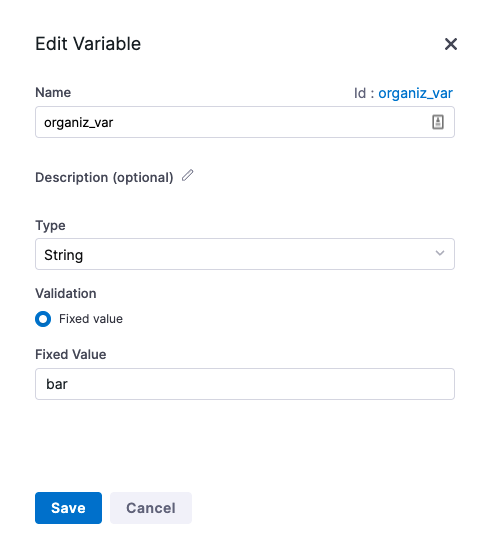 Edit Variable
Name
Id : organiz_var
organiz_var
Description (optional)
Type
String
Validation
Fixed value
Fixed Value
bar
Save
Cancel